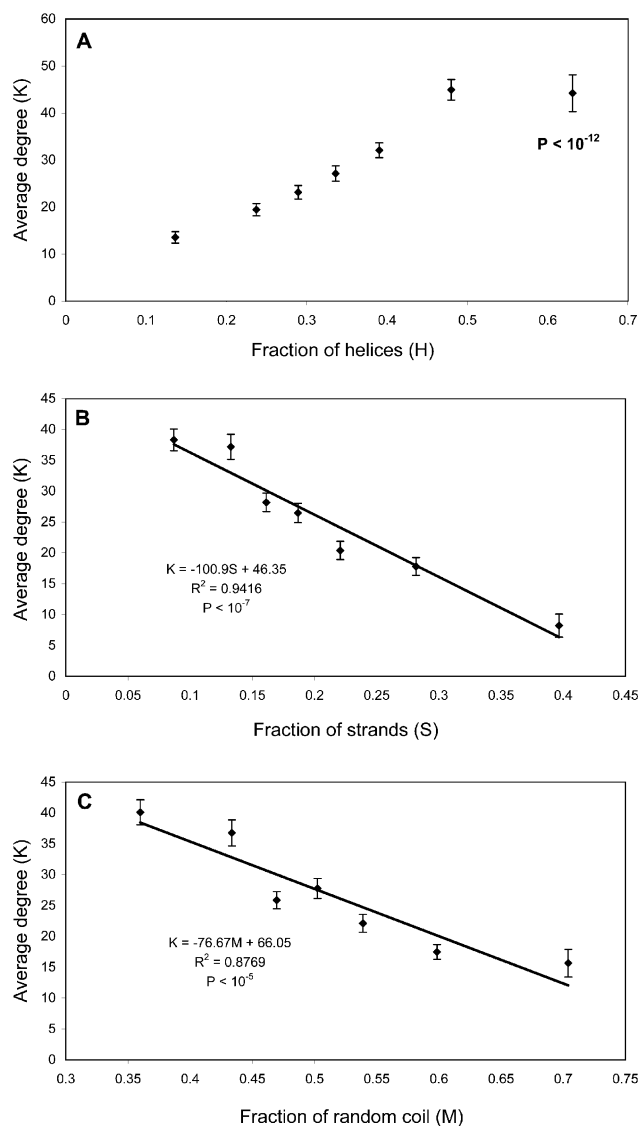 A
Average degree (K)
60
50
40
30
20
10
0
P < 10⁻¹²
0 0.1 0.2 0.3 0.4 0.5 0.6 0.7
Fraction of helices (H)
B
Average degree (K)
45
40
35
30
25
20
15
10
5
0
K = -100.9S + 46.35
R² = 0.9416
P < 10⁻⁷
0 0.05 0.1 0.15 0.2 0.25 0.3 0.35 0.4 0.45
Fraction of strands (S)
C
Average degree (K)
45
40
35
30
25
20
15
10
5
0
K = -76.67M + 66.05
R² = 0.8769
P < 10⁻⁵
0.3 0.35 0.4 0.45 0.5 0.55 0.6 0.65 0.7 0.75
Fraction of random coil (M)